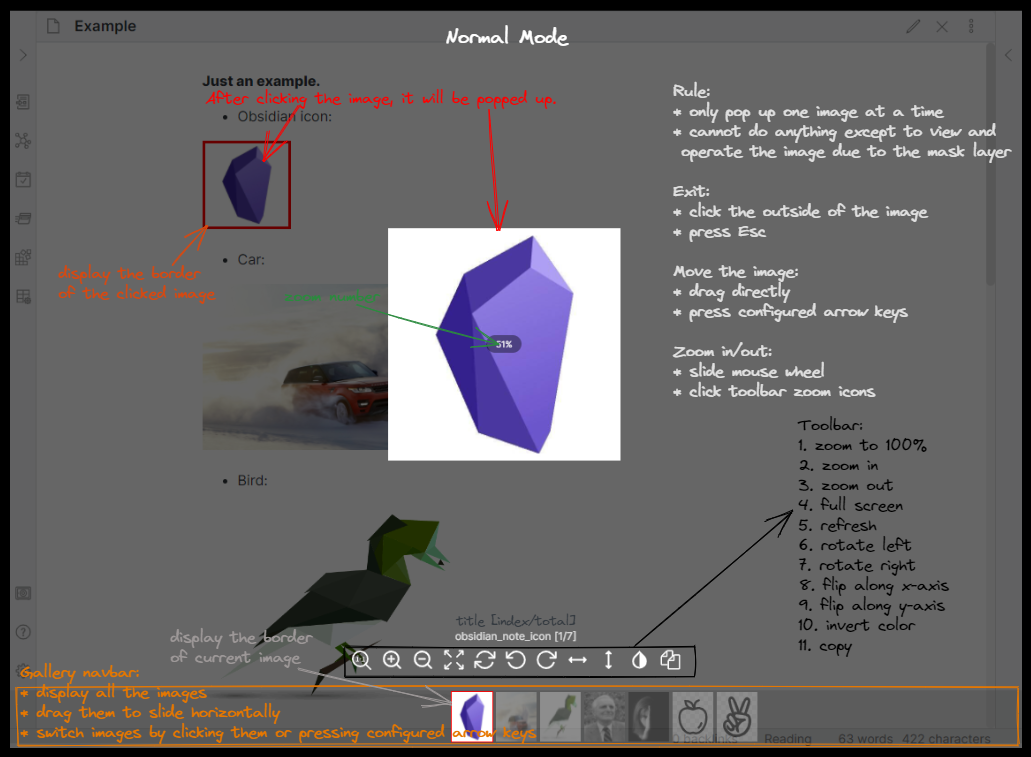 Example
Normal Mode
Just an example.
After clicking the image, it will be popped up.
• Obsidian icon:
display the border
of the clicked image
• Car:
zoom number
51%
• Bird:
Rule:
* only pop up one image at a time
* cannot do anything except to view and
operate the image due to the mask layer
Exit:
* click the outside of the image
* press Esc
Move the image:
* drag directly
* press configured arrow keys
Zoom in/out:
* slide mouse wheel
* click toolbar zoom icons
Toolbar:
1. zoom to 100%
2. zoom in
3. zoom out
4. full screen
5. refresh
6. rotate left
7. rotate right
8. flip along x-axis
9. flip along y-axis
10. invert color
11. copy
title [index/total]
obsidian_note_icon [1/7]
display the border
of current image
1:1
Gallery navbar:
* display all the images
* drag them to slide horizontally
* switch images by clicking them or pressing configured arrow keys
0 backlinks Reading 63 words 422 characters